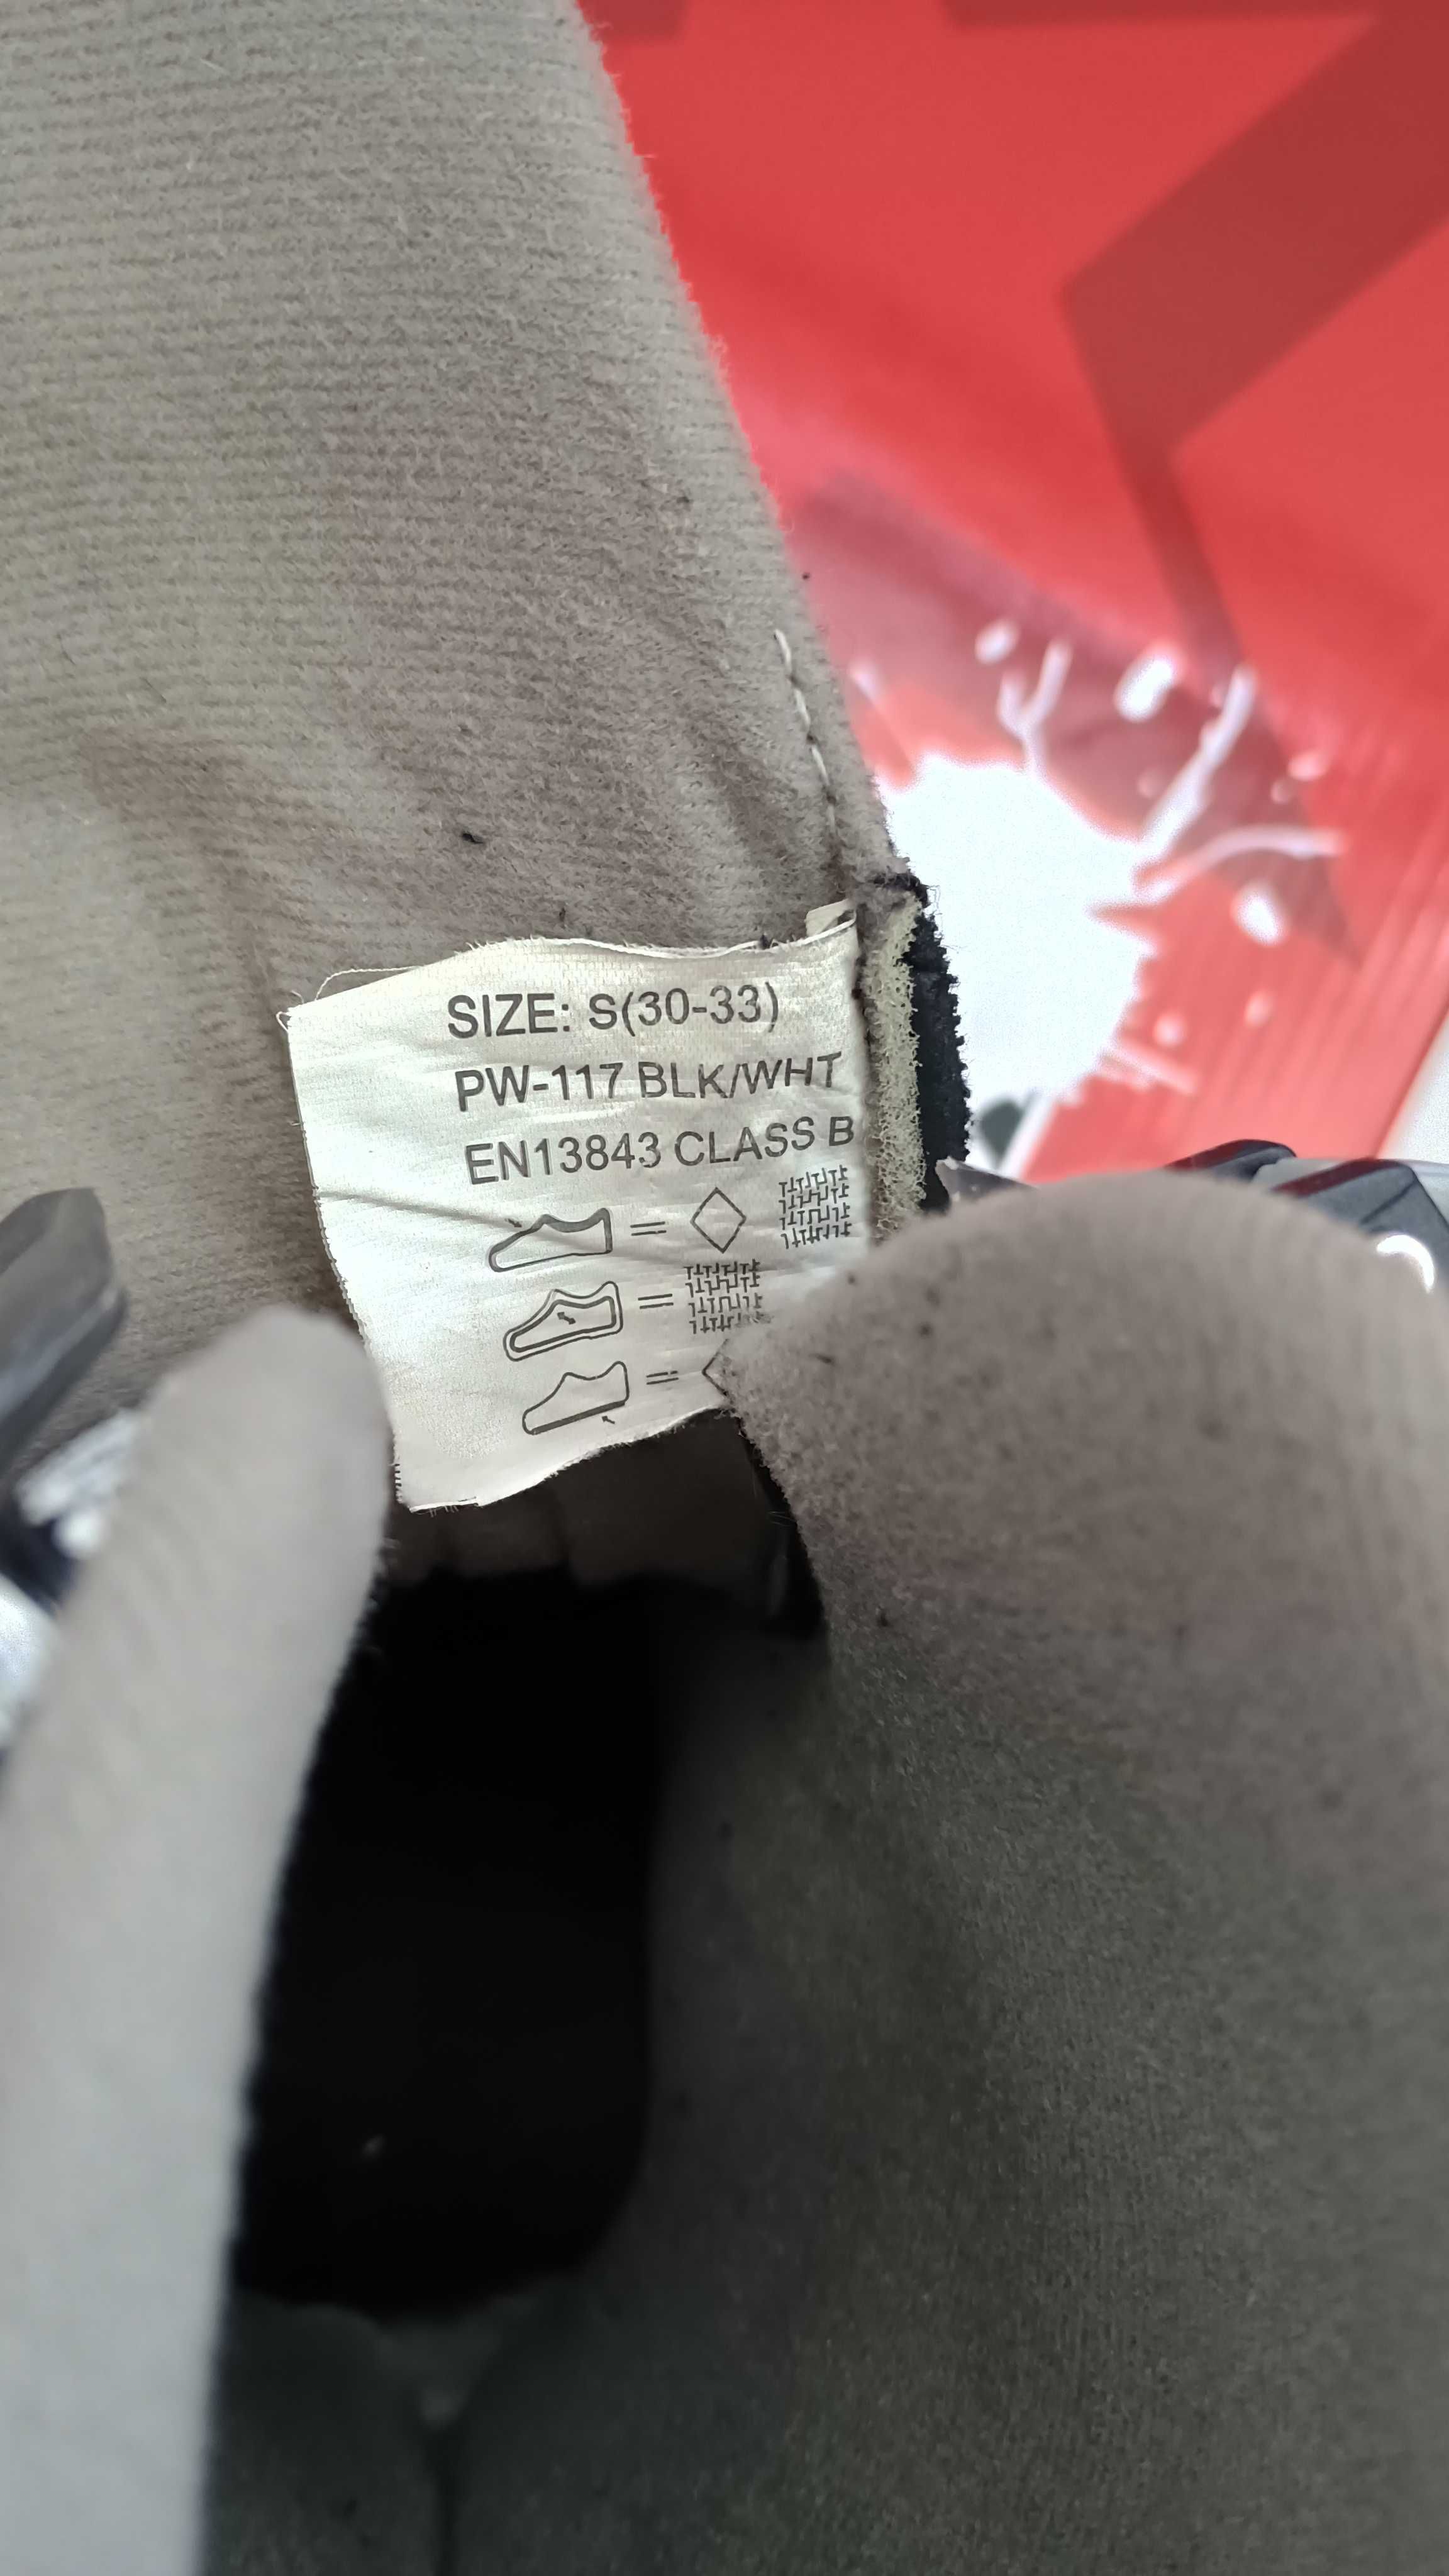 SIZE: S(30-33)
PW-117 BLK/WHT
EN13843 CLASS B